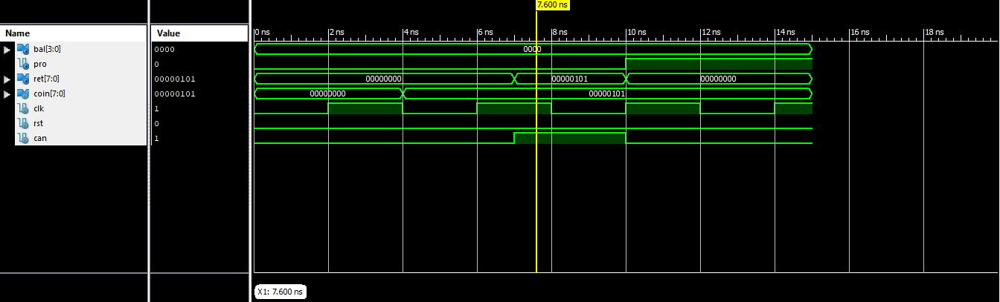 7.600 ns
Name Value 0 ns 2 ns 4 ns 6 ns 8 ns 10 ns 12 ns 14 ns 16 ns 18 ns
bal[3:0] 0000 0000
pro 0
ret[7:0] 00000101 00000000 00000101 00000000
coin[7:0] 00000101 00000000 00000101
clk 1
rst 0
can 1
X1: 7.600 ns